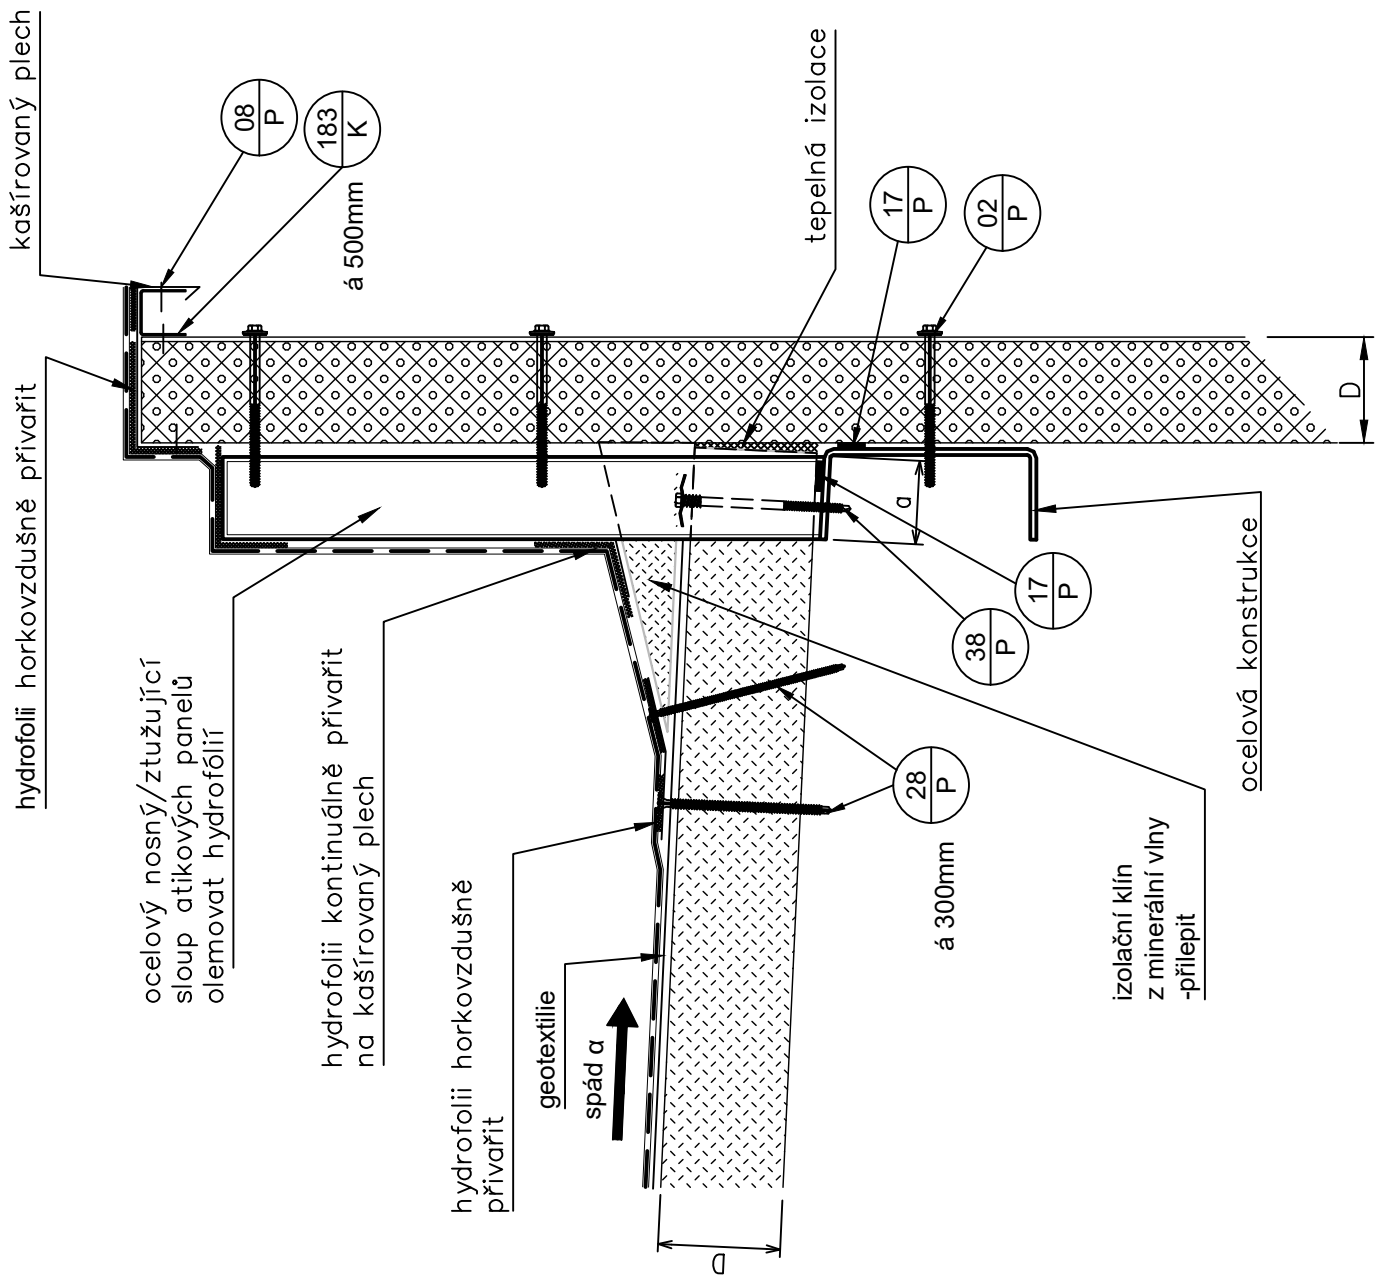 kašírovaný plech
08
P
183
K
á 500mm
hydrofolii horkovzdušně přivařit
tepelná izolace
17
P
02
P
D
ocelový nosný/ztužující
sloup atikových panelů
olemovat hydrofólií
a
hydrofolii kontinuálně přivařit
na kašírovaný plech
17
P
38
P
ocelová konstrukce
hydrofolii horkovzdušně
přivařit
28
P
á 300mm
geotextilie
spád α
izolační klín
z minerální vlny
-přilepit
D